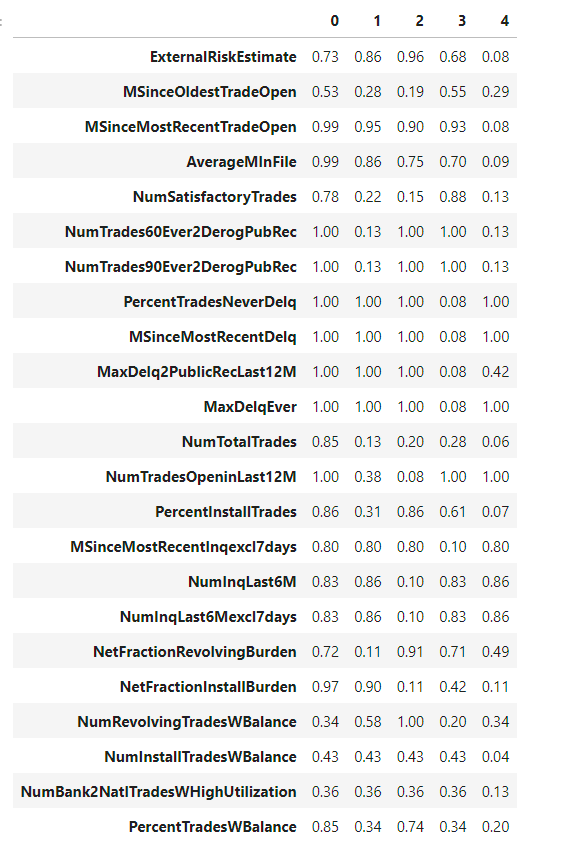 0 1 2 3 4
ExternalRiskEstimate 0.73 0.86 0.96 0.68 0.08
MSinceOldestTradeOpen 0.53 0.28 0.19 0.55 0.29
MSinceMostRecentTradeOpen 0.99 0.95 0.90 0.93 0.08
AverageMInFile 0.99 0.86 0.75 0.70 0.09
NumSatisfactoryTrades 0.78 0.22 0.15 0.88 0.13
NumTrades60Ever2DerogPubRec 1.00 0.13 1.00 1.00 0.13
NumTrades90Ever2DerogPubRec 1.00 0.13 1.00 1.00 0.13
PercentTradesNeverDelq 1.00 1.00 1.00 0.08 1.00
MSinceMostRecentDelq 1.00 1.00 1.00 0.08 1.00
MaxDelq2PublicRecLast12M 1.00 1.00 1.00 0.08 0.42
MaxDelqEver 1.00 1.00 1.00 0.08 1.00
NumTotalTrades 0.85 0.13 0.20 0.28 0.06
NumTradesOpeninLast12M 1.00 0.38 0.08 1.00 1.00
PercentInstallTrades 0.86 0.31 0.86 0.61 0.07
MSinceMostRecentInqexcl7days 0.80 0.80 0.80 0.10 0.80
NumInqLast6M 0.83 0.86 0.10 0.83 0.86
NumInqLast6Mexcl7days 0.83 0.86 0.10 0.83 0.86
NetFractionRevolvingBurden 0.72 0.11 0.91 0.71 0.49
NetFractionInstallBurden 0.97 0.90 0.11 0.42 0.11
NumRevolvingTradesWBalance 0.34 0.58 1.00 0.20 0.34
NumInstallTradesWBalance 0.43 0.43 0.43 0.43 0.04
NumBank2NatlTradesWHighUtilization 0.36 0.36 0.36 0.36 0.13
PercentTradesWBalance 0.85 0.34 0.74 0.34 0.20